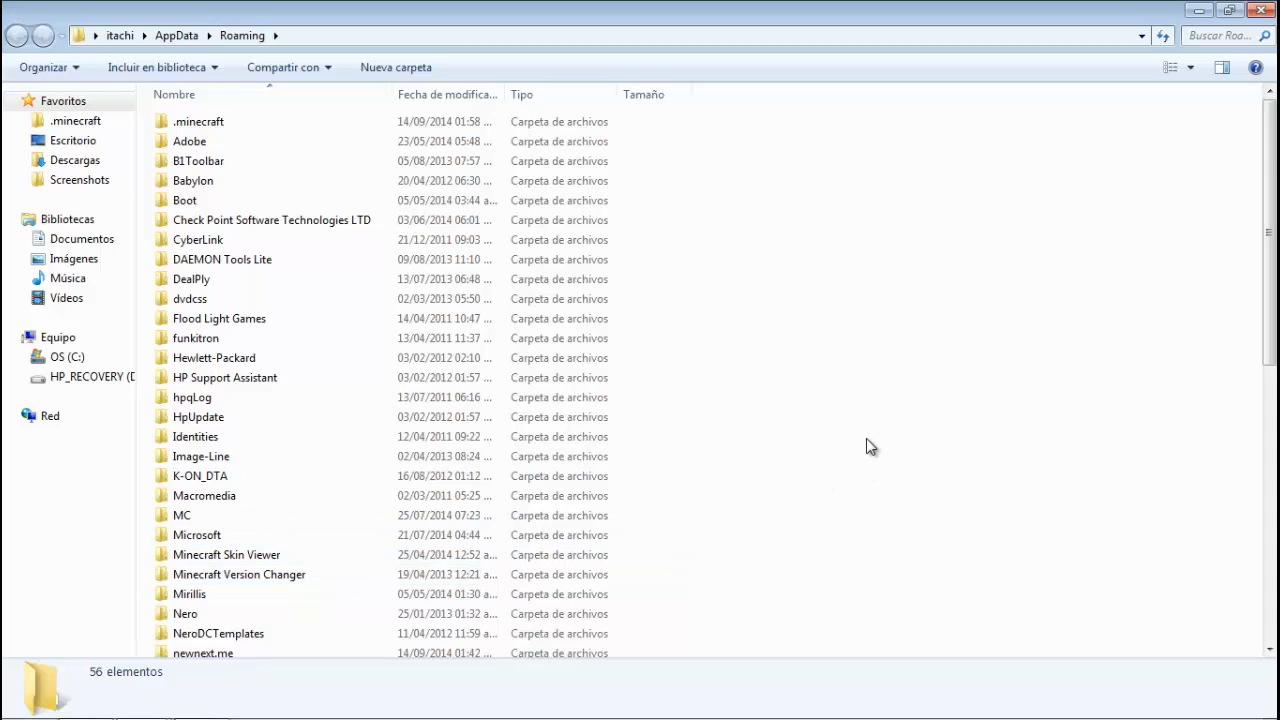 itachi AppData Roaming Buscar Roa...
Organizar Incluir en biblioteca Compartir con Nueva carpeta
Favoritos
.minecraft
Escritorio
Descargas
Screenshots
Bibliotecas
Documentos
Imágenes
Música
Vídeos
Equipo
OS (C:)
HP_RECOVERY (D
Red
Nombre Fecha de modifica... Tipo Tamaño
.minecraft 14/09/2014 01:58 ... Carpeta de archivos
Adobe 23/05/2014 05:48 ... Carpeta de archivos
B1Toolbar 05/08/2013 07:57 ... Carpeta de archivos
Babylon 20/04/2012 06:30 ... Carpeta de archivos
Boot 05/05/2014 03:44 a... Carpeta de archivos
Check Point Software Technologies LTD 03/06/2014 06:01 ... Carpeta de archivos
CyberLink 21/12/2011 09:03 ... Carpeta de archivos
DAEMON Tools Lite 09/08/2013 11:10 ... Carpeta de archivos
DealPly 13/07/2013 06:48 ... Carpeta de archivos
dvdcss 02/03/2013 05:50 ... Carpeta de archivos
Flood Light Games 14/04/2011 10:47 ... Carpeta de archivos
funkitron 13/04/2011 11:37 ... Carpeta de archivos
Hewlett-Packard 03/02/2012 02:10 ... Carpeta de archivos
HP Support Assistant 03/02/2012 01:57 ... Carpeta de archivos
hpqLog 13/07/2011 06:16 ... Carpeta de archivos
HpUpdate 03/02/2012 01:57 ... Carpeta de archivos
Identities 12/04/2011 09:22 ... Carpeta de archivos
Image-Line 02/04/2013 08:24 ... Carpeta de archivos
K-ON_DTA 16/08/2012 01:12 ... Carpeta de archivos
Macromedia 02/03/2011 05:25 ... Carpeta de archivos
MC 25/07/2014 07:23 ... Carpeta de archivos
Microsoft 21/07/2014 04:44 ... Carpeta de archivos
Minecraft Skin Viewer 25/04/2014 12:52 a... Carpeta de archivos
Minecraft Version Changer 19/04/2013 12:21 a... Carpeta de archivos
Mirillis 05/05/2014 01:30 a... Carpeta de archivos
Nero 25/01/2013 01:32 a... Carpeta de archivos
NeroDCTemplates 11/04/2012 11:59 a... Carpeta de archivos
newnext.me 14/09/2014 01:42 ... Carpeta de archivos
56 elementos